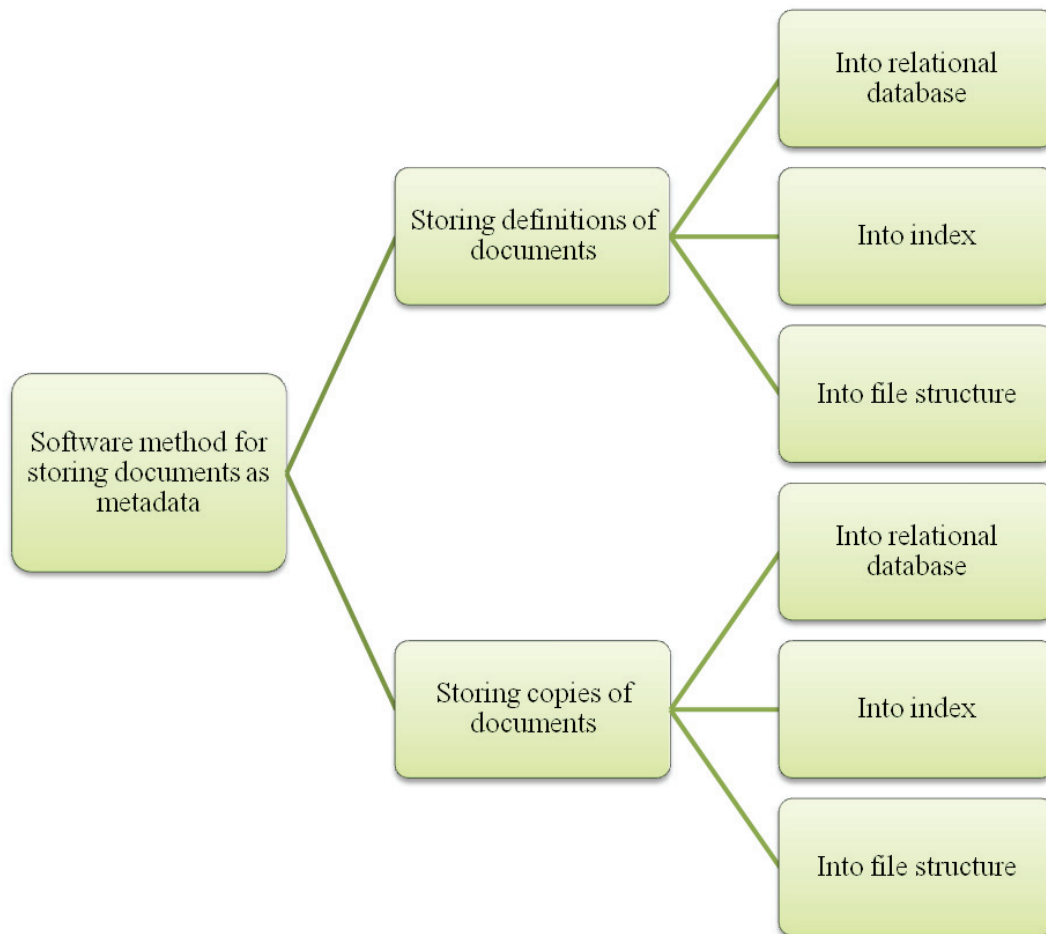 Software method for
storing documents as
metadata
Storing definitions of
documents
Into relational
database
Into index
Into file structure
Storing copies of
documents
Into relational
database
Into index
Into file structure